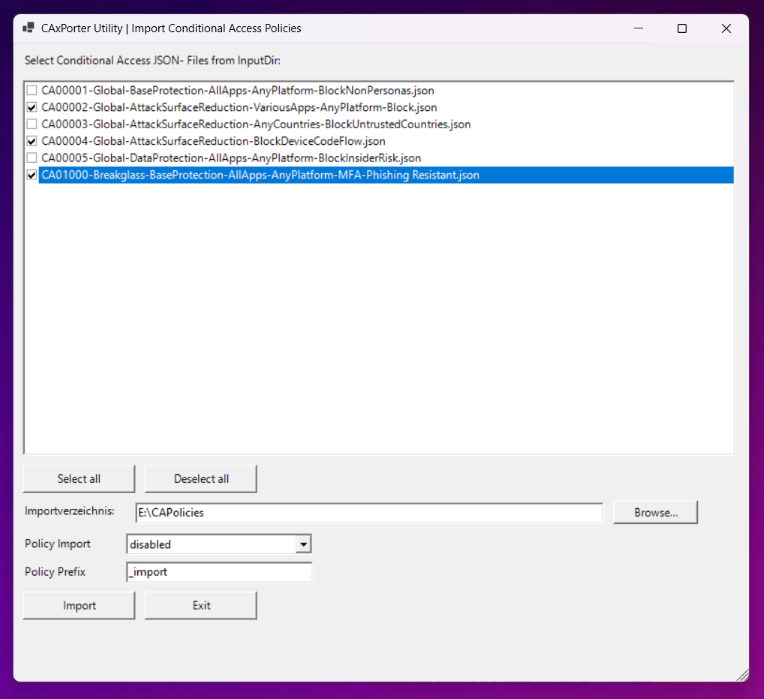 CAxPorter Utility | Import Conditional Access Policies
Select Conditional Access JSON- Files from InputDir:
CA00001-Global-BaseProtection-AllApps-AnyPlatform-BlockNonPersonas.json
CA00002-Global-AttackSurfaceReduction-VariousApps-AnyPlatform-Block.json
CA00003-Global-AttackSurfaceReduction-AnyCountries-BlockUntrustedCountries.json
CA00004-Global-AttackSurfaceReduction-BlockDeviceCodeFlow.json
CA00005-Global-DataProtection-AllApps-AnyPlatform-BlockInsiderRisk.json
CA01000-Breakglass-BaseProtection-AllApps-AnyPlatform-MFA-Phishing Resistant.json
Select all Deselect all
Importverzeichnis: E:\CAPolicies Browse...
Policy Import disabled
Policy Prefix _import
Import Exit